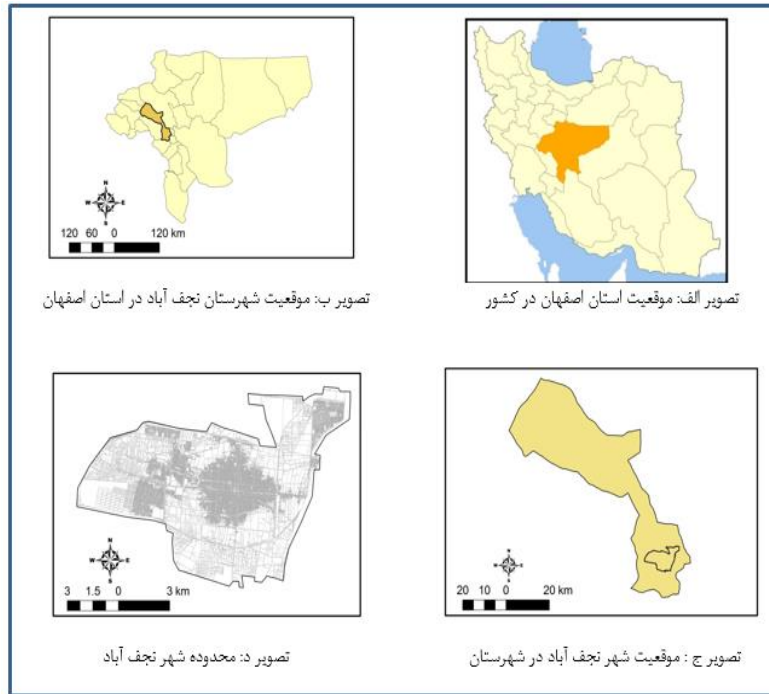 N
W E
S
120 60 0 120 km
تصویر الف: موقعیت استان اصفهان در کشور
تصویر ب: موقعیت شهرستان نجف آباد در استان اصفهان
N
W E
S
20 10 0 20 km
N
W E
S
3 1.5 0 3 km
تصویر ج : موقعیت شهر نجف آباد در شهرستان
تصویر د: محدوده شهر نجف آباد